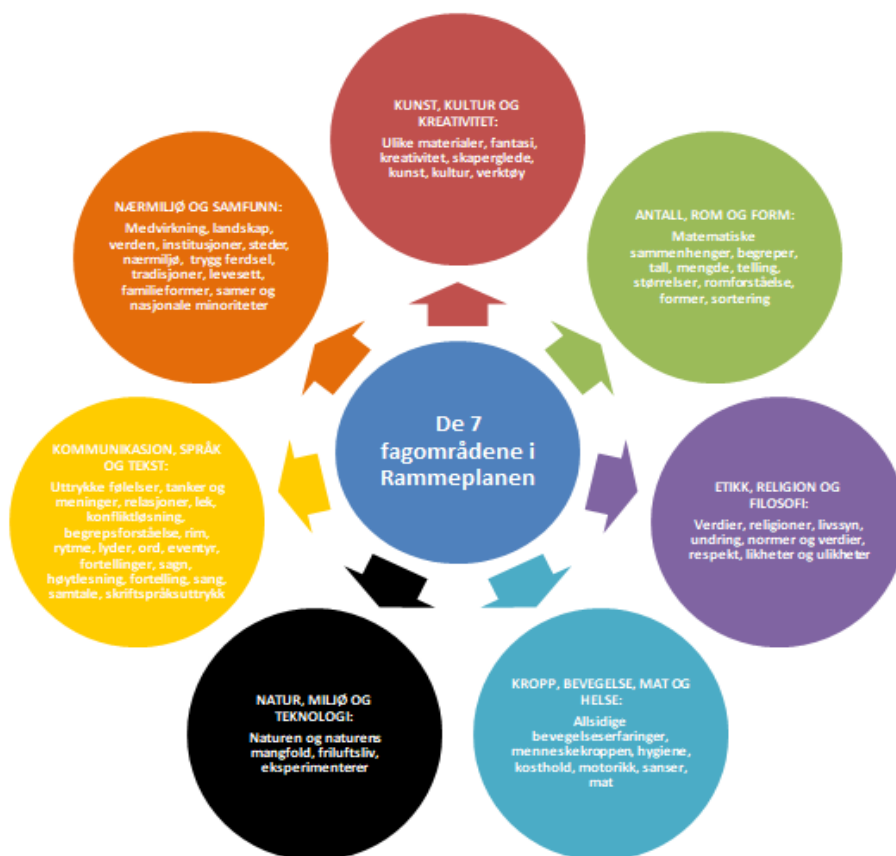 KUNST, KULTUR OG
KREATIVITET:
Ulike materialer, fantasi,
kreativitet, skaperglede,
kunst, kultur, verktøy
ANTALL, ROM OG FORM:
Matematiske
sammenhenger, begreper,
tall, mengde, telling,
størrelser, romforståelse,
former, sortering
ETIKK, RELIGION OG
FILOSOFI:
Verdier, religioner, livssyn,
undring, normer og verdier,
respekt, likheter og ulikheter
KROPP, BEVEGELSE, MAT OG
HELSE:
Allsidige
bevegelseserfaringer,
menneskekroppen, hygiene,
kosthold, motorikk, sanser,
mat
NATUR, MILJØ OG
TEKNOLOGI:
Naturen og naturens
mangfold, friluftsliv,
eksperimenterer
KOMMUNIKASJON, SPRÅK
OG TEKST:
Uttrykke følelser, tanker og
meninger, relasjoner, lek,
konfliktløsning,
begrepsforståelse, rim,
rytme, lyder, ord, eventyr,
fortellinger, sagn,
høytlesning, fortelling, sang,
samtale, skriftspråksuttrykk
NÆRMILJØ OG SAMFUNN:
Medvirkning, landskap,
verden, institusjoner, steder,
nærmiljø, trygg ferdsel,
tradisjoner, levesett,
familieformer, samer og
nasjonale minoriteter
De 7
fagområdene i
Rammeplanen